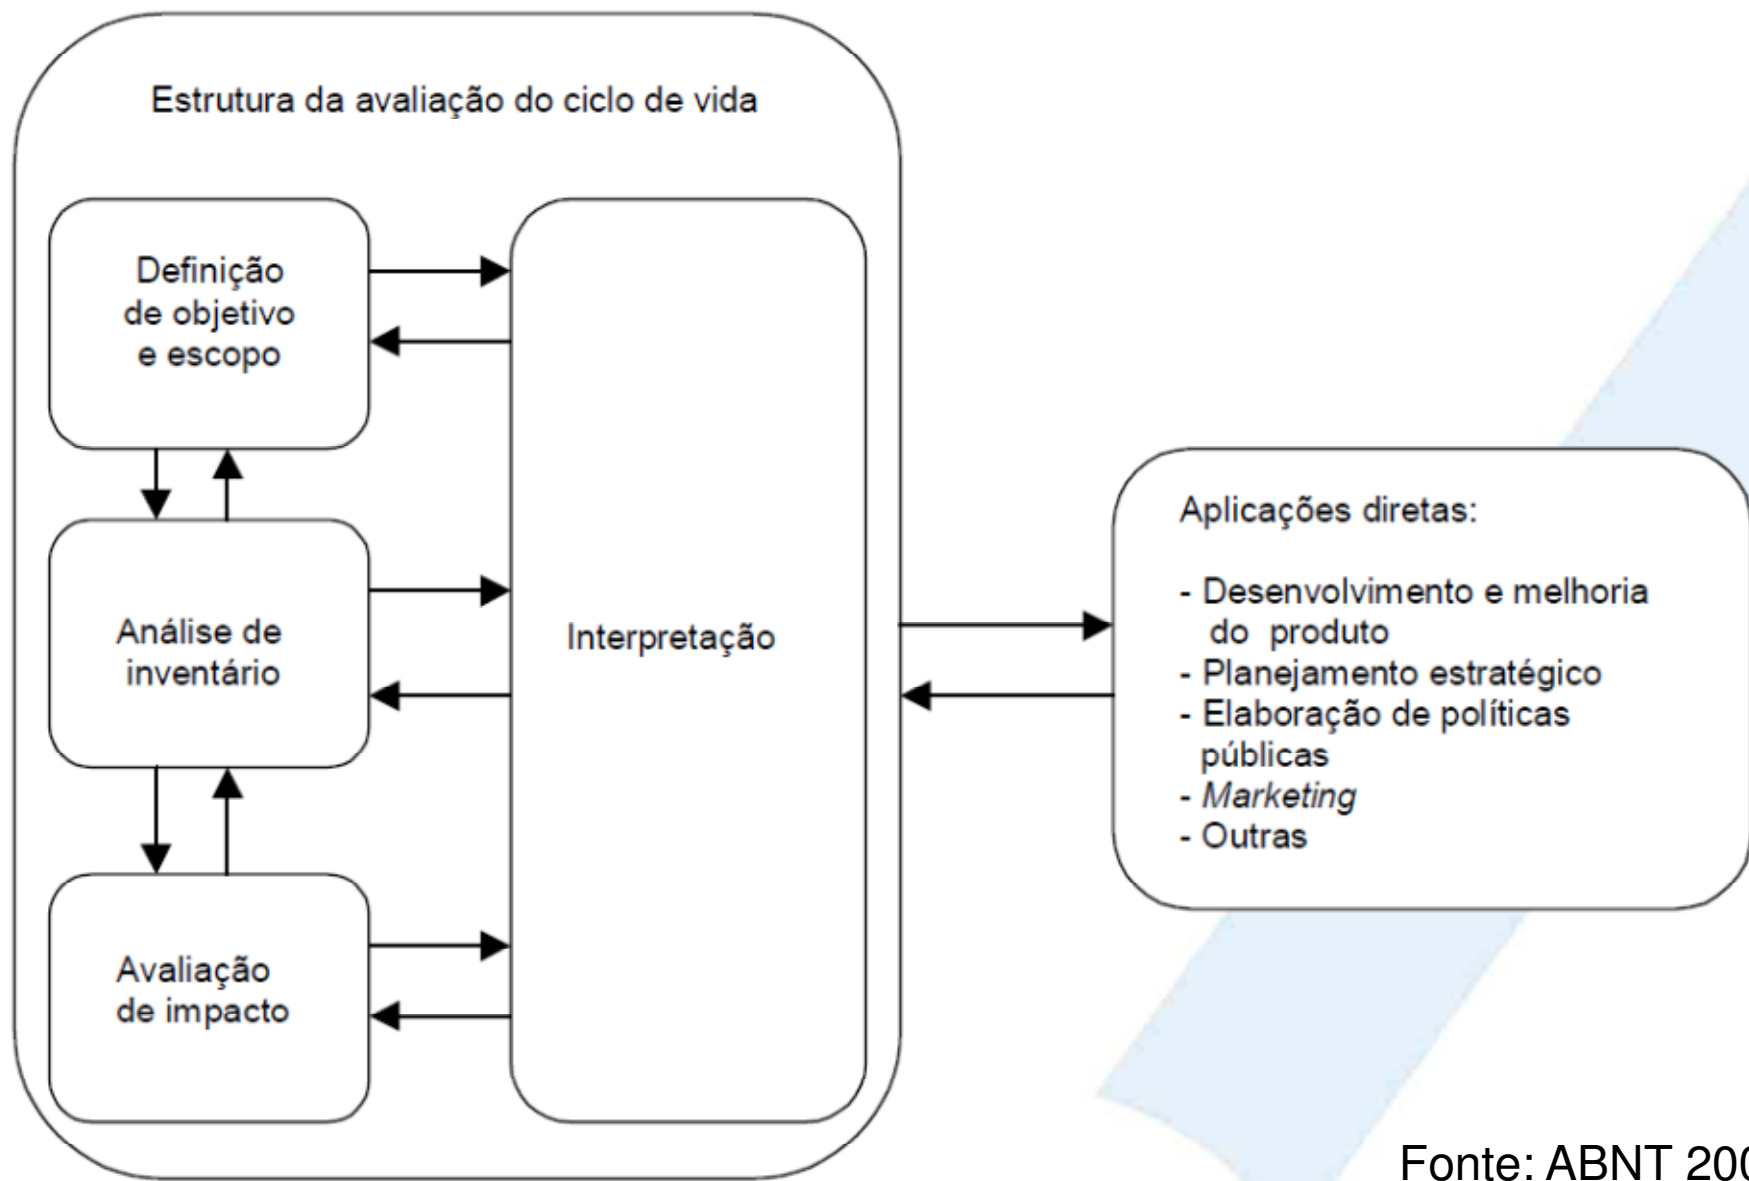 Estrutura da avaliação do ciclo de vida
Definição
de objetivo
e escopo
Análise de
inventário
Avaliação
de impacto
Interpretação
Aplicações diretas:
- Desenvolvimento e melhoria
do produto
- Planejamento estratégico
- Elaboração de políticas
públicas
- Marketing
- Outras
Fonte: ABNT 200